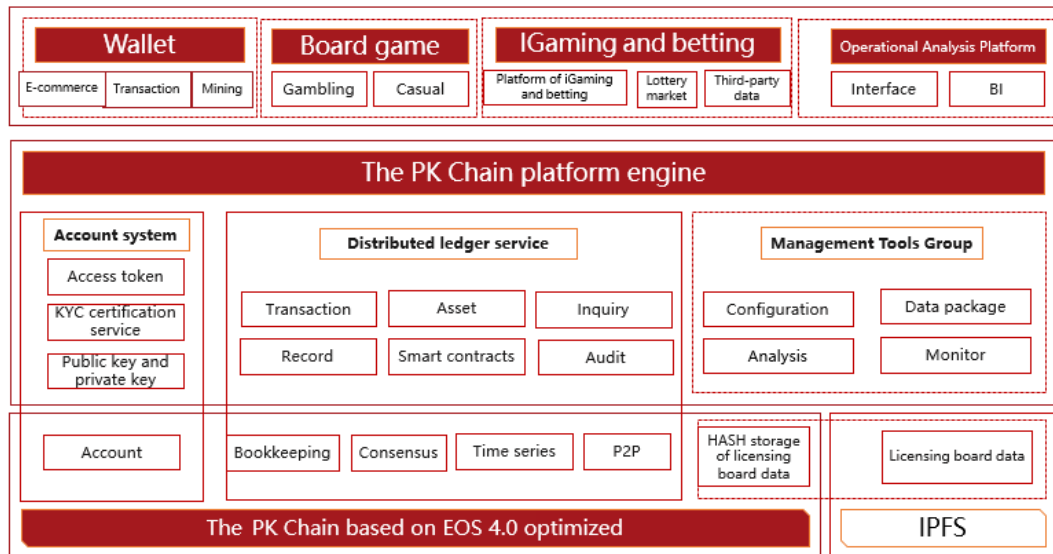 Wallet
E-commerce
Transaction
Mining
Board game
Gambling
Casual
IGaming and betting
Platform of iGaming
and betting
Lottery
market
Third-party
data
Operational Analysis Platform
Interface
BI
The PK Chain platform engine
Account system
Access token
KYC certification
service
Public key and
private key
Distributed ledger service
Transaction
Asset
Inquiry
Record
Smart contracts
Audit
Management Tools Group
Configuration
Data package
Analysis
Monitor
Account
Bookkeeping
Consensus
Time series
P2P
HASH storage
of licensing
board data
Licensing board data
The PK Chain based on EOS 4.0 optimized
IPFS